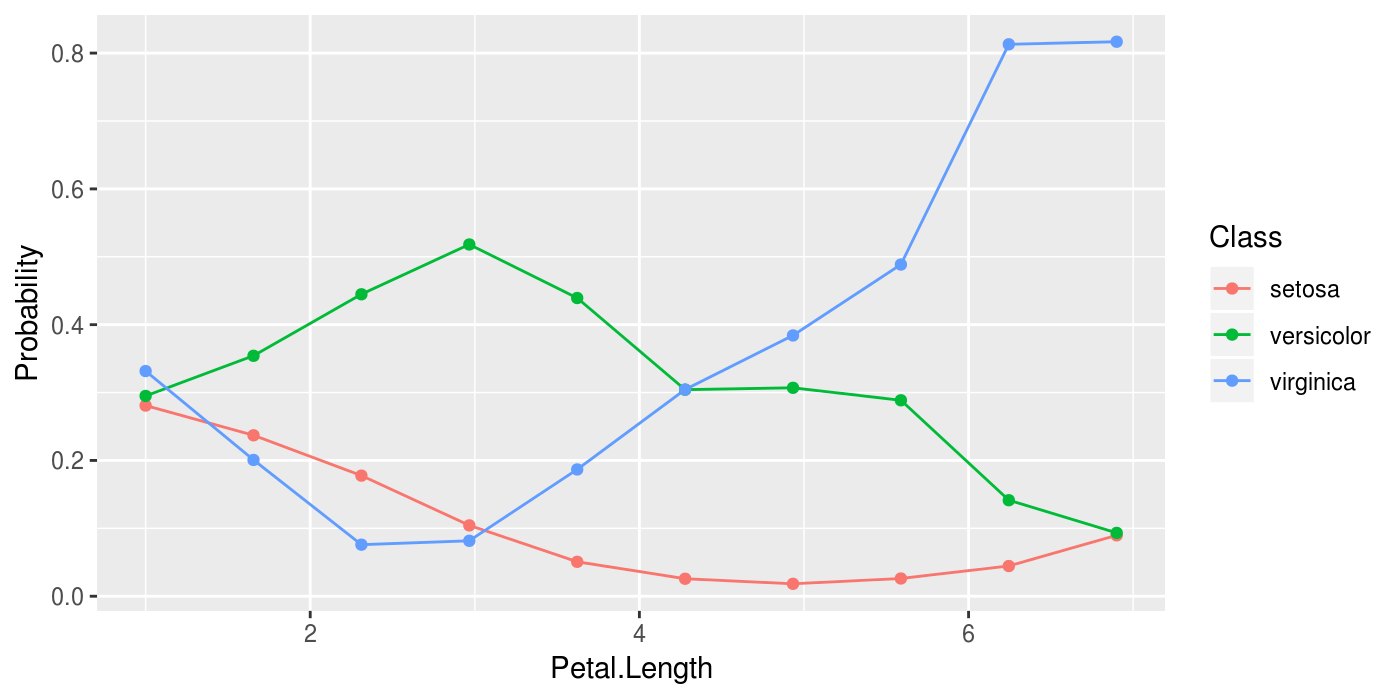 0.8
0.6
0.4
0.2
0.0
Probability
2 4 6
Petal.Length
Class
setosa
versicolor
virginica